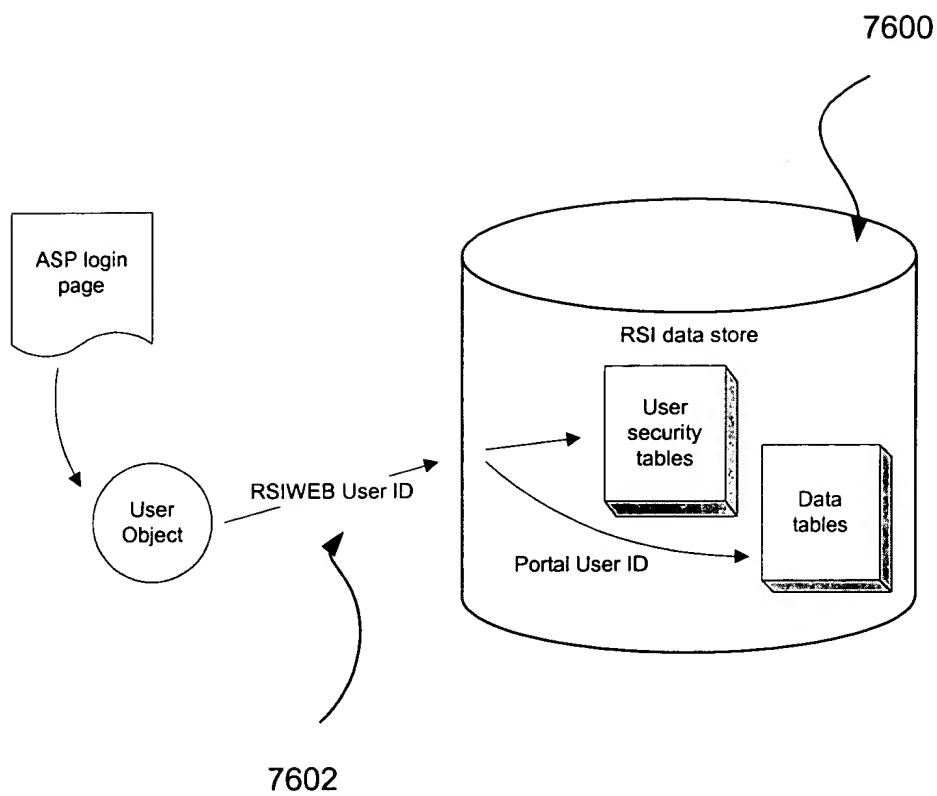 7600
ASP login
page
RSI data store
User
security
tables
RSIWEB User ID
User
Object
Data
tables
Portal User ID
7602